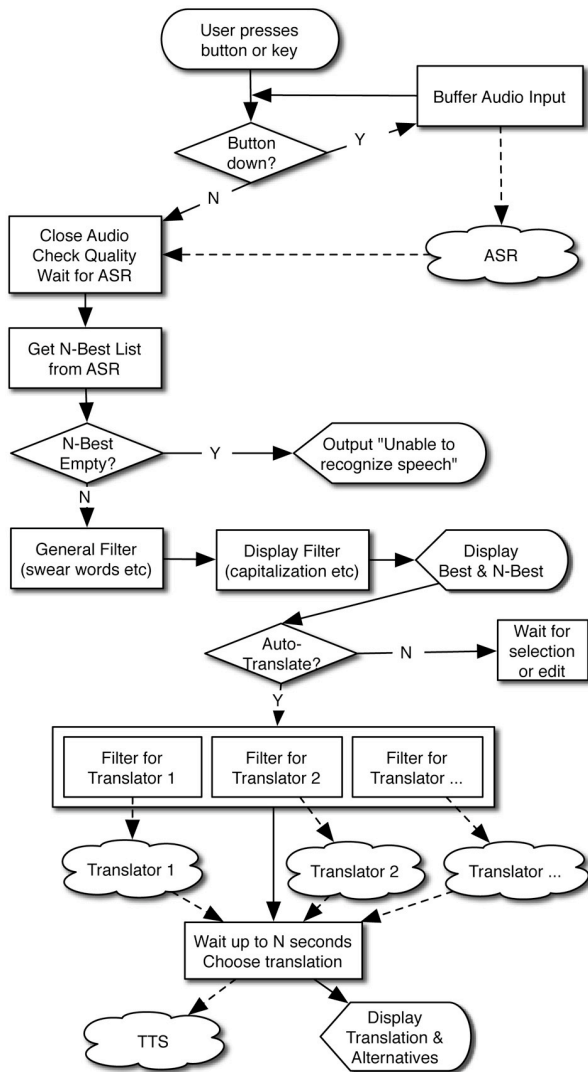 User presses
button or key
Buffer Audio Input
Button
down?
Y
N
Close Audio
Check Quality
Wait for ASR
ASR
Get N-Best List
from ASR
N-Best
Empty?
Y
Output "Unable to
recognize speech"
N
General Filter
(swear words etc)
Display Filter
(capitalization etc)
Display
Best & N-Best
Auto-
Translate?
N
Wait for
selection
or edit
Y
Filter for
Translator 1
Filter for
Translator 2
Filter for
Translator ...
Translator 1
Translator 2
Translator ...
Wait up to N seconds
Choose translation
TTS
Display
Translation &
Alternatives